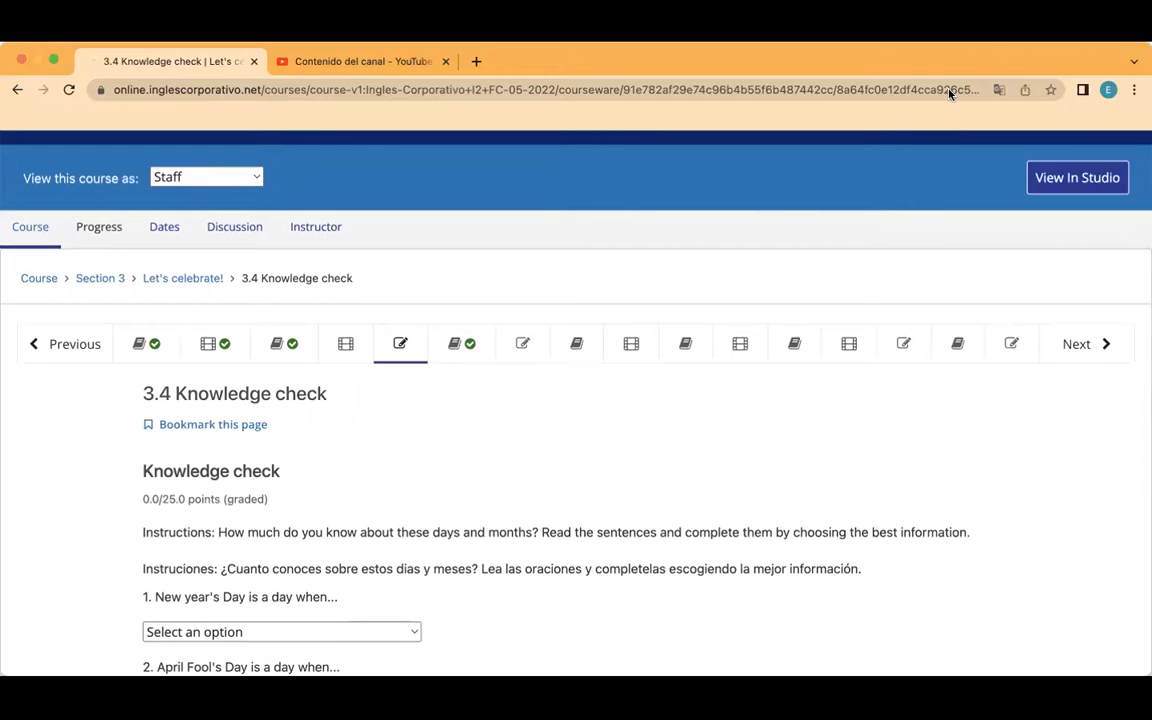 3.4 Knowledge check | Let's ce
Contenido del canal - YouTube
online.inglescorporativo.net/courses/course-v1:Ingles-Corporativo+I2+FC-05-2022/courseware/91e782af29e74c96b4b55f6b487442cc/8a64fc0e12df4cca926c5...
E
View this course as:
Staff
View In Studio
Course
Progress
Dates
Discussion
Instructor
Course > Section 3 > Let's celebrate! > 3.4 Knowledge check
Previous
Next
3.4 Knowledge check
Bookmark this page
Knowledge check
0.0/25.0 points (graded)
Instructions: How much do you know about these days and months? Read the sentences and complete them by choosing the best information.
Instruciones: ¿Cuanto conoces sobre estos dias y meses? Lea las oraciones y completelas escogiendo la mejor información.
1. New year's Day is a day when...
Select an option
2. April Fool's Day is a day when...